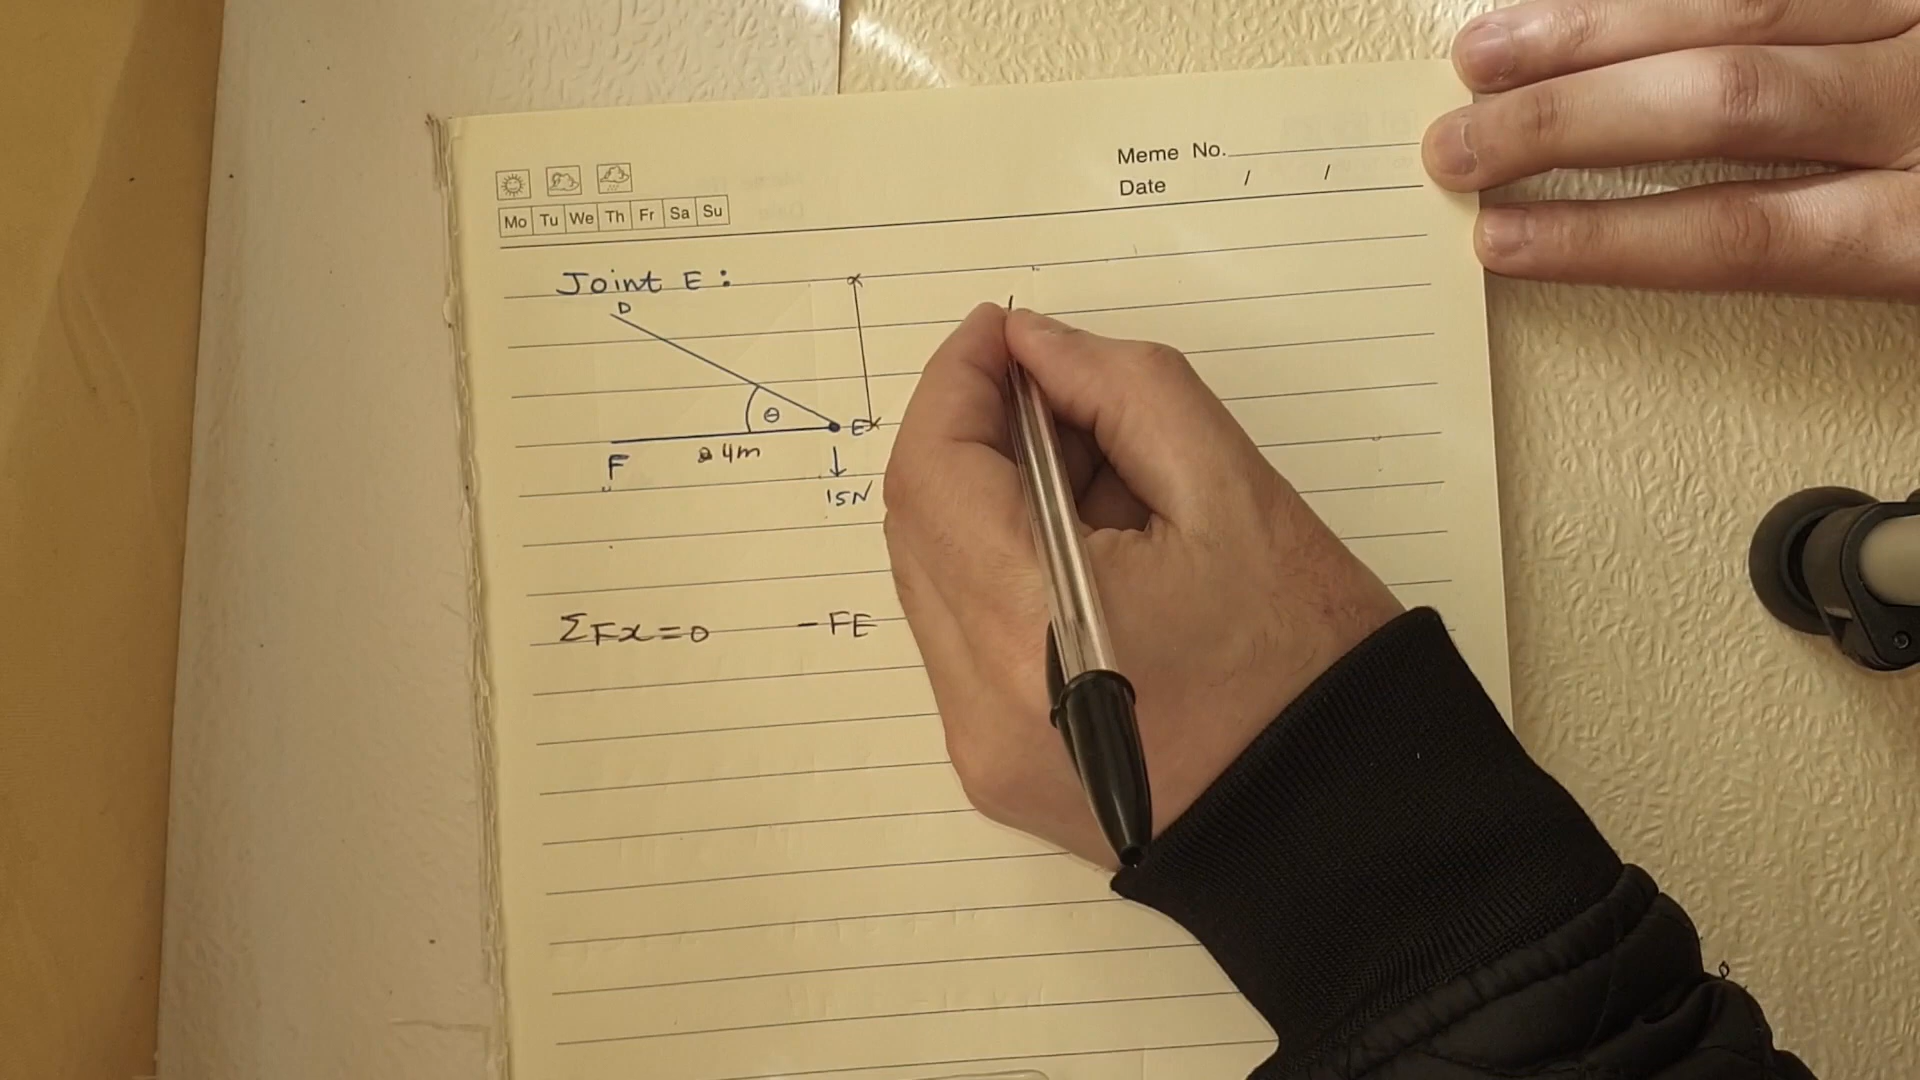 Meme No.
Date / /
Mo Tu We Th Fr Sa Su
Joint E :
D
θ
E
F
4m
15N
ΣFx = 0 - FE